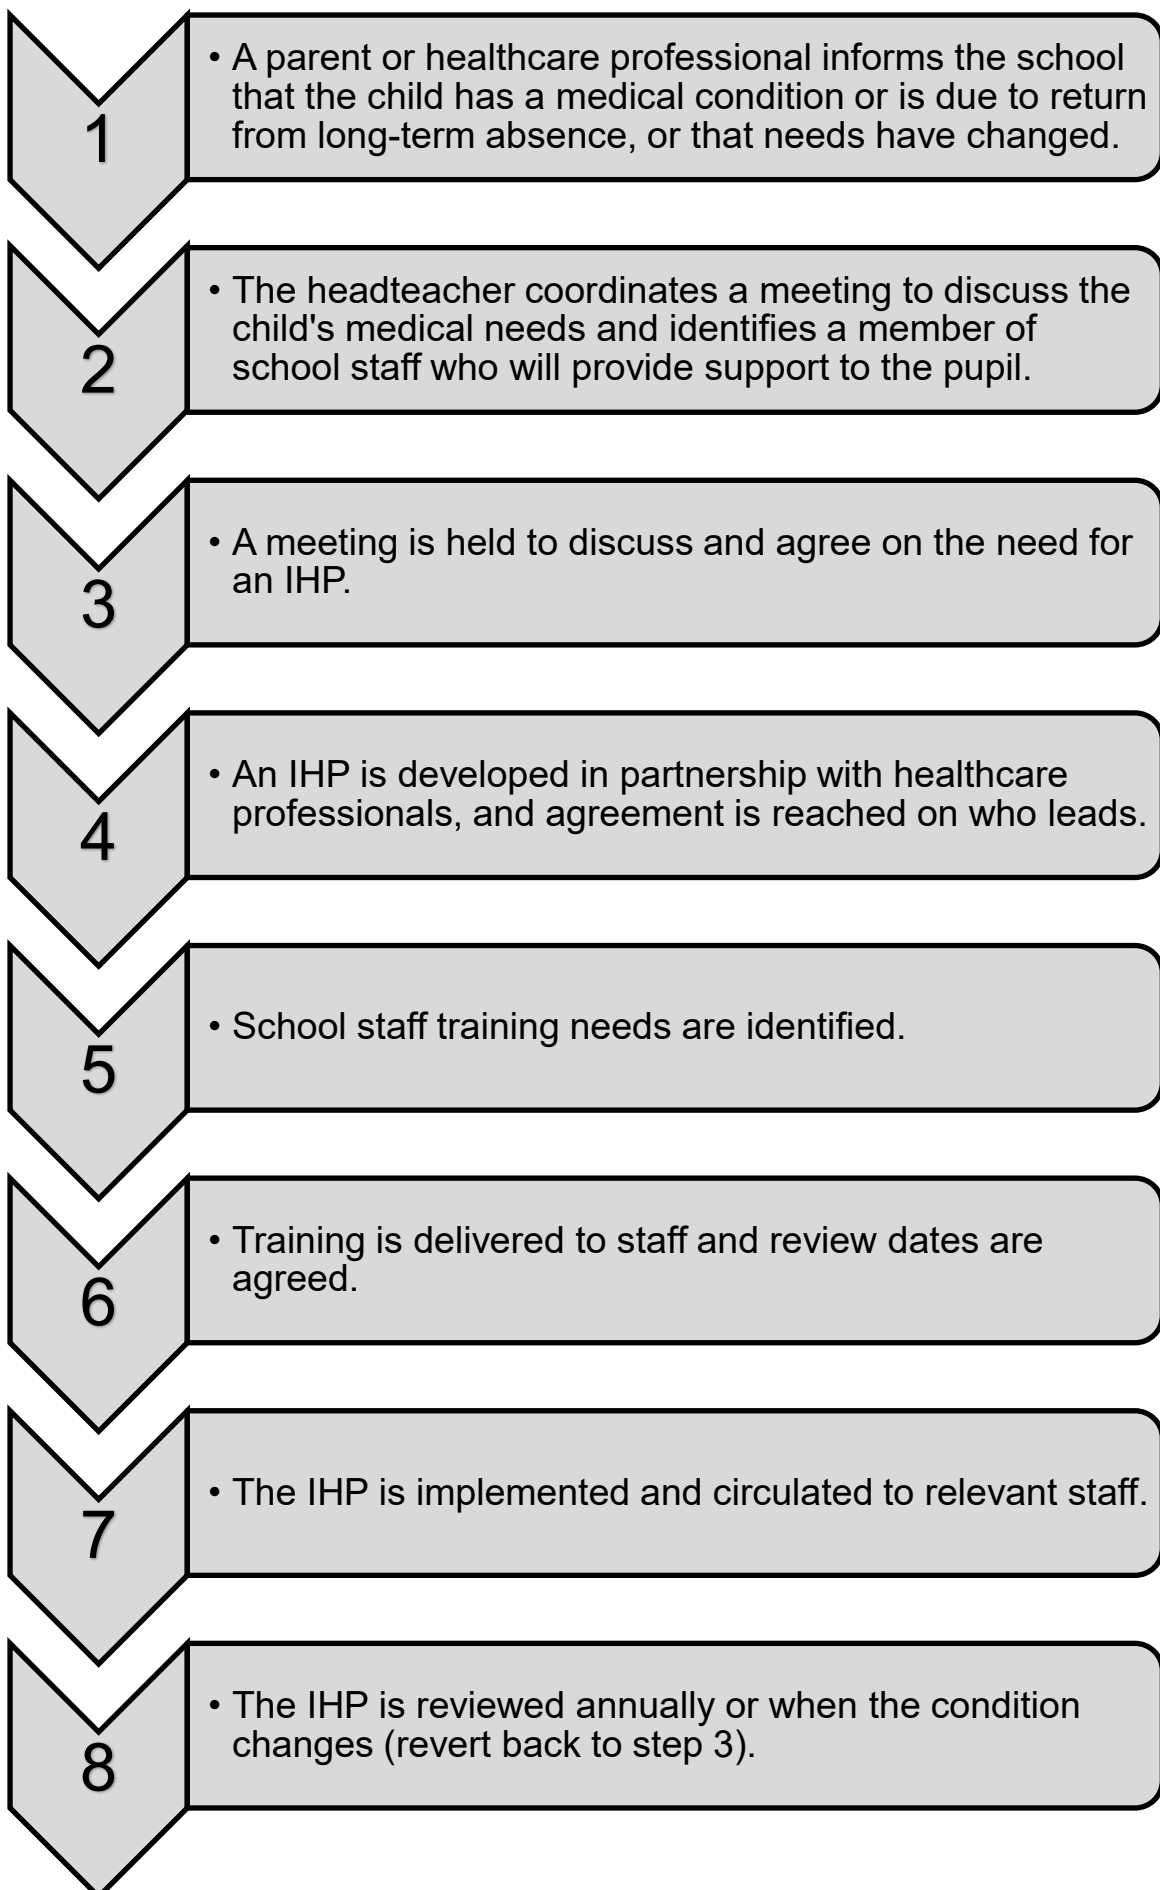 1
• A parent or healthcare professional informs the school
that the child has a medical condition or is due to return
from long-term absence, or that needs have changed.
2
• The headteacher coordinates a meeting to discuss the
child's medical needs and identifies a member of
school staff who will provide support to the pupil.
3
• A meeting is held to discuss and agree on the need for
an IHP.
4
• An IHP is developed in partnership with healthcare
professionals, and agreement is reached on who leads.
5
• School staff training needs are identified.
6
• Training is delivered to staff and review dates are
agreed.
7
• The IHP is implemented and circulated to relevant staff.
8
• The IHP is reviewed annually or when the condition
changes (revert back to step 3).